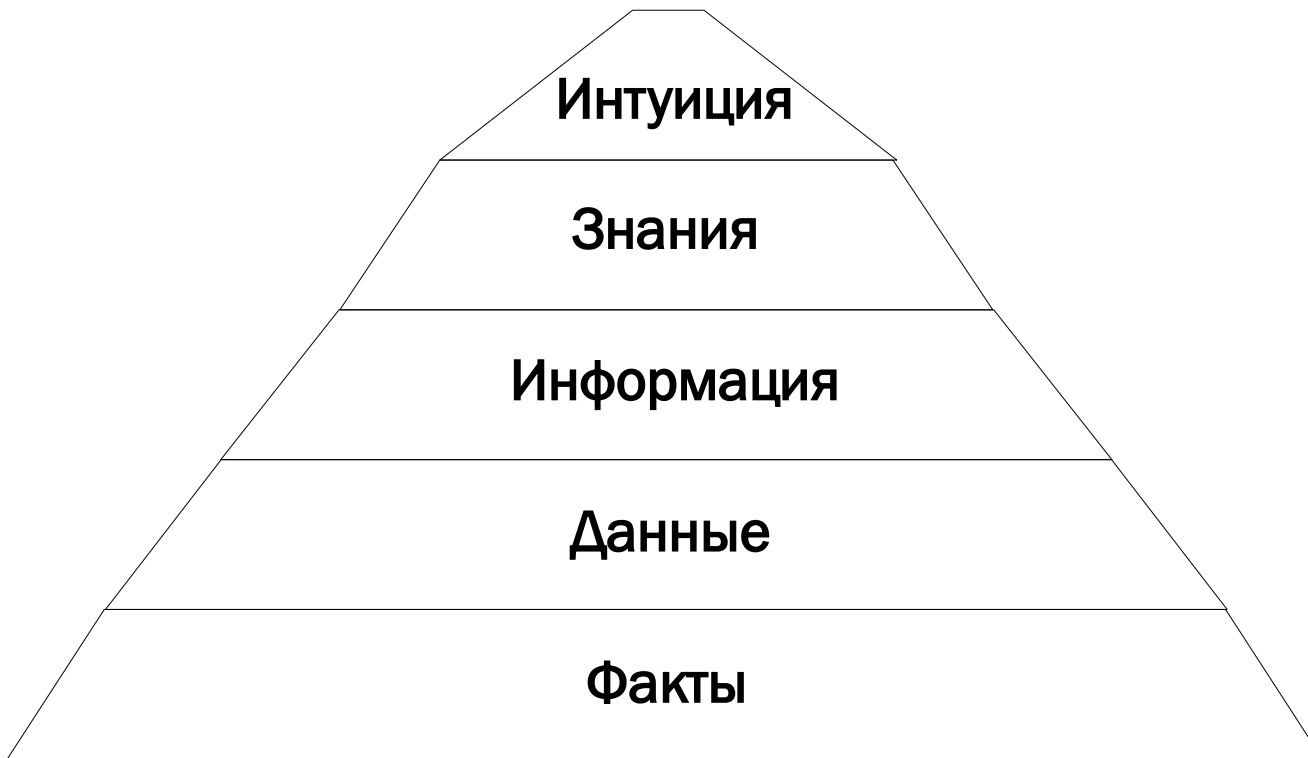 Интуиция
Знания
Информация
Данные
Факты